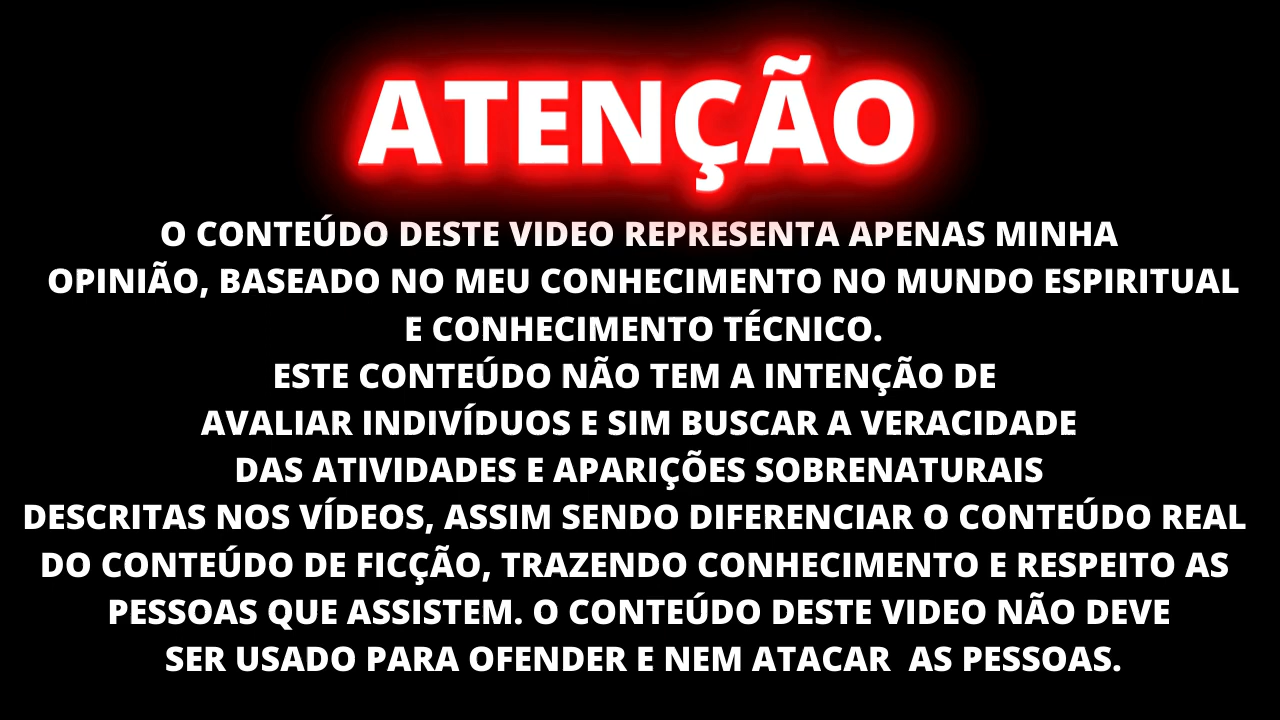 ATENÇÃO
O CONTEÚDO DESTE VIDEO REPRESENTA APENAS MINHA
OPINIÃO, BASEADO NO MEU CONHECIMENTO NO MUNDO ESPIRITUAL
E CONHECIMENTO TÉCNICO.
ESTE CONTEÚDO NÃO TEM A INTENÇÃO DE
AVALIAR INDIVÍDUOS E SIM BUSCAR A VERACIDADE
DAS ATIVIDADES E APARIÇÕES SOBRENATURAIS
DESCRITAS NOS VÍDEOS, ASSIM SENDO DIFERENCIAR O CONTEÚDO REAL
DO CONTEÚDO DE FICÇÃO, TRAZENDO CONHECIMENTO E RESPEITO AS
PESSOAS QUE ASSISTEM. O CONTEÚDO DESTE VIDEO NÃO DEVE
SER USADO PARA OFENDER E NEM ATACAR  AS PESSOAS.